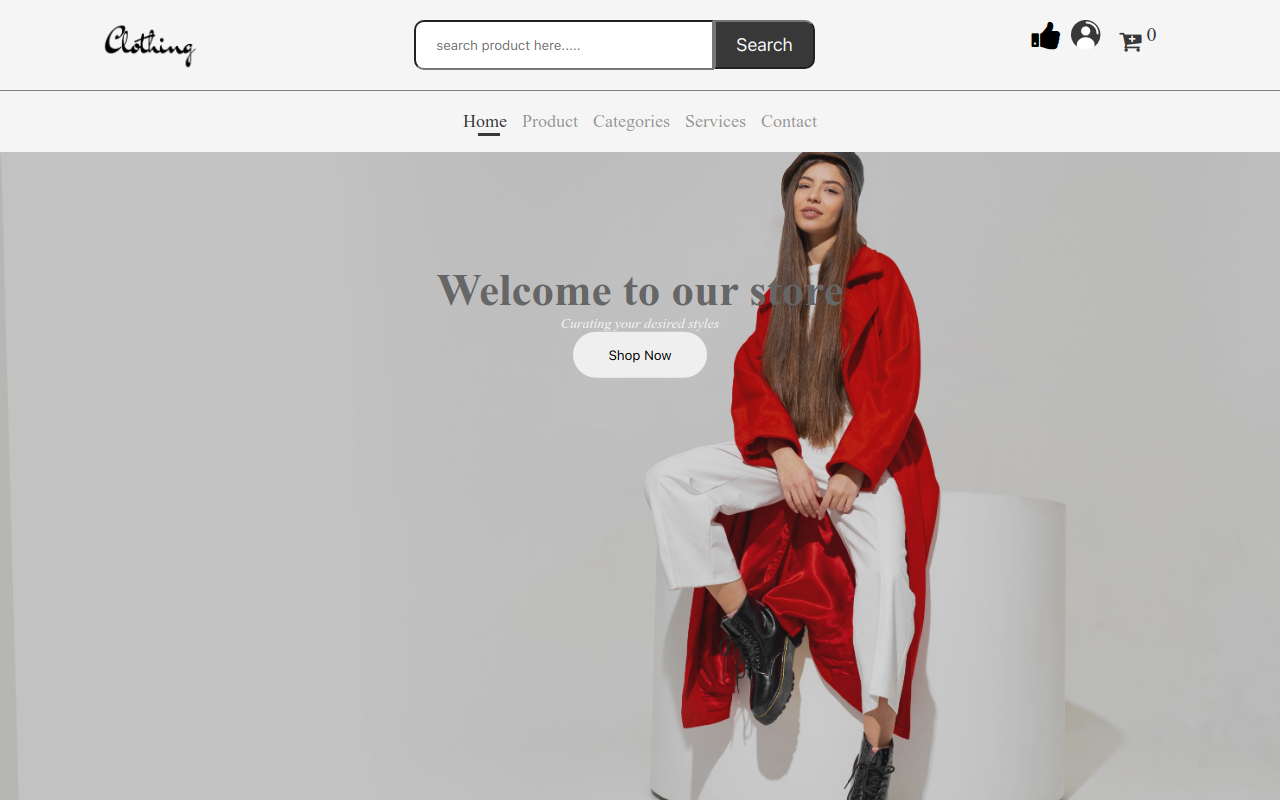 Clothing
search product here.....
Search
0
Home Product Categories Services Contact
Welcome to our store
Curating your desired styles
Shop Now